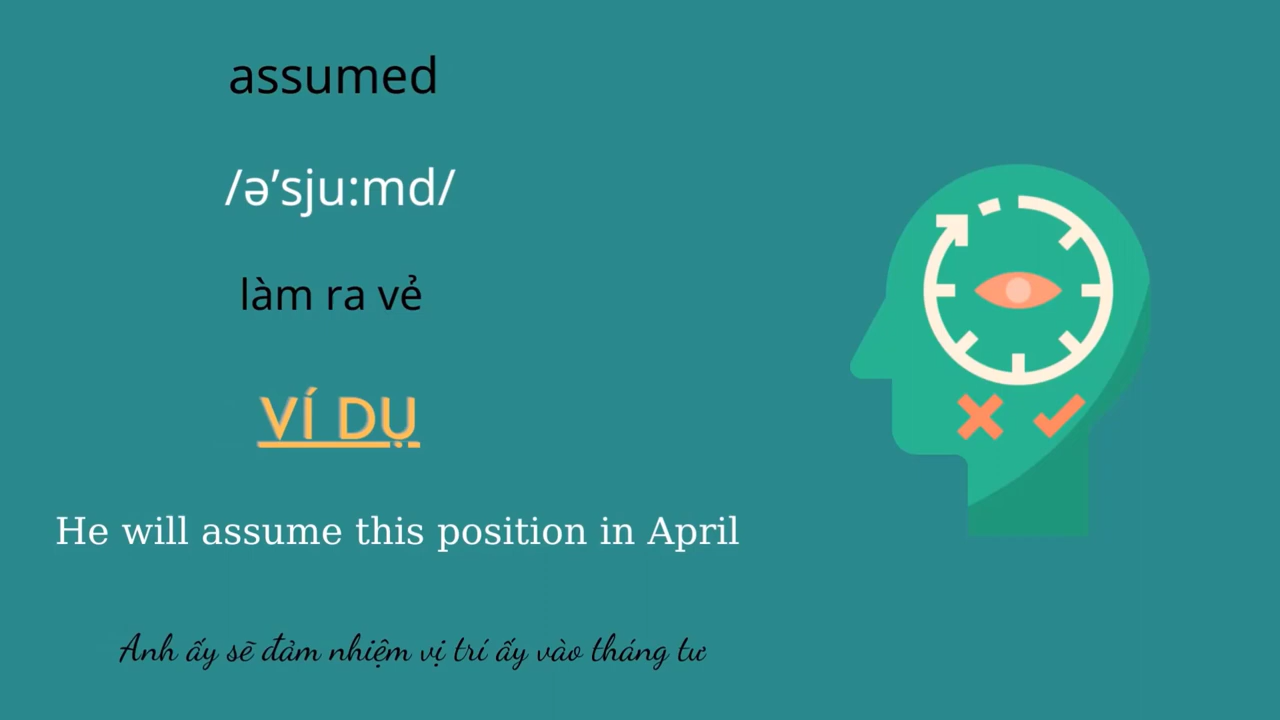 assumed
/ə’sju:md/
làm ra vẻ
VÍ DỤ
He will assume this position in April
Anh ấy sẽ đảm nhiệm vị trí ấy vào tháng tư